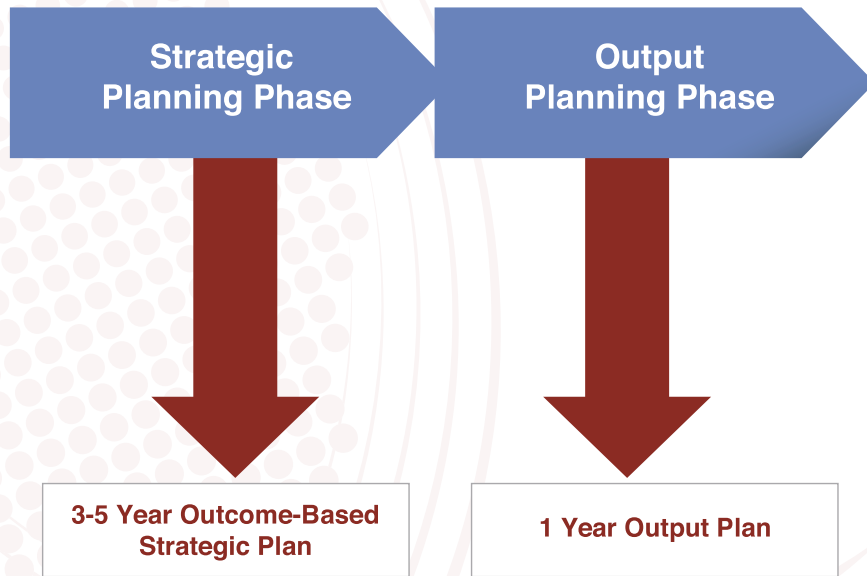 Strategic
Planning Phase
Output
Planning Phase
3-5 Year Outcome-Based
Strategic Plan
1 Year Output Plan